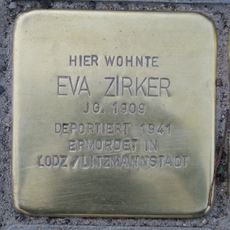 HIER WOHNTE
EVA ZIRKER
JG. 1909
DEPORTIERT 1941
ERMORDET IN
LODZ/LITZMANNSTADT